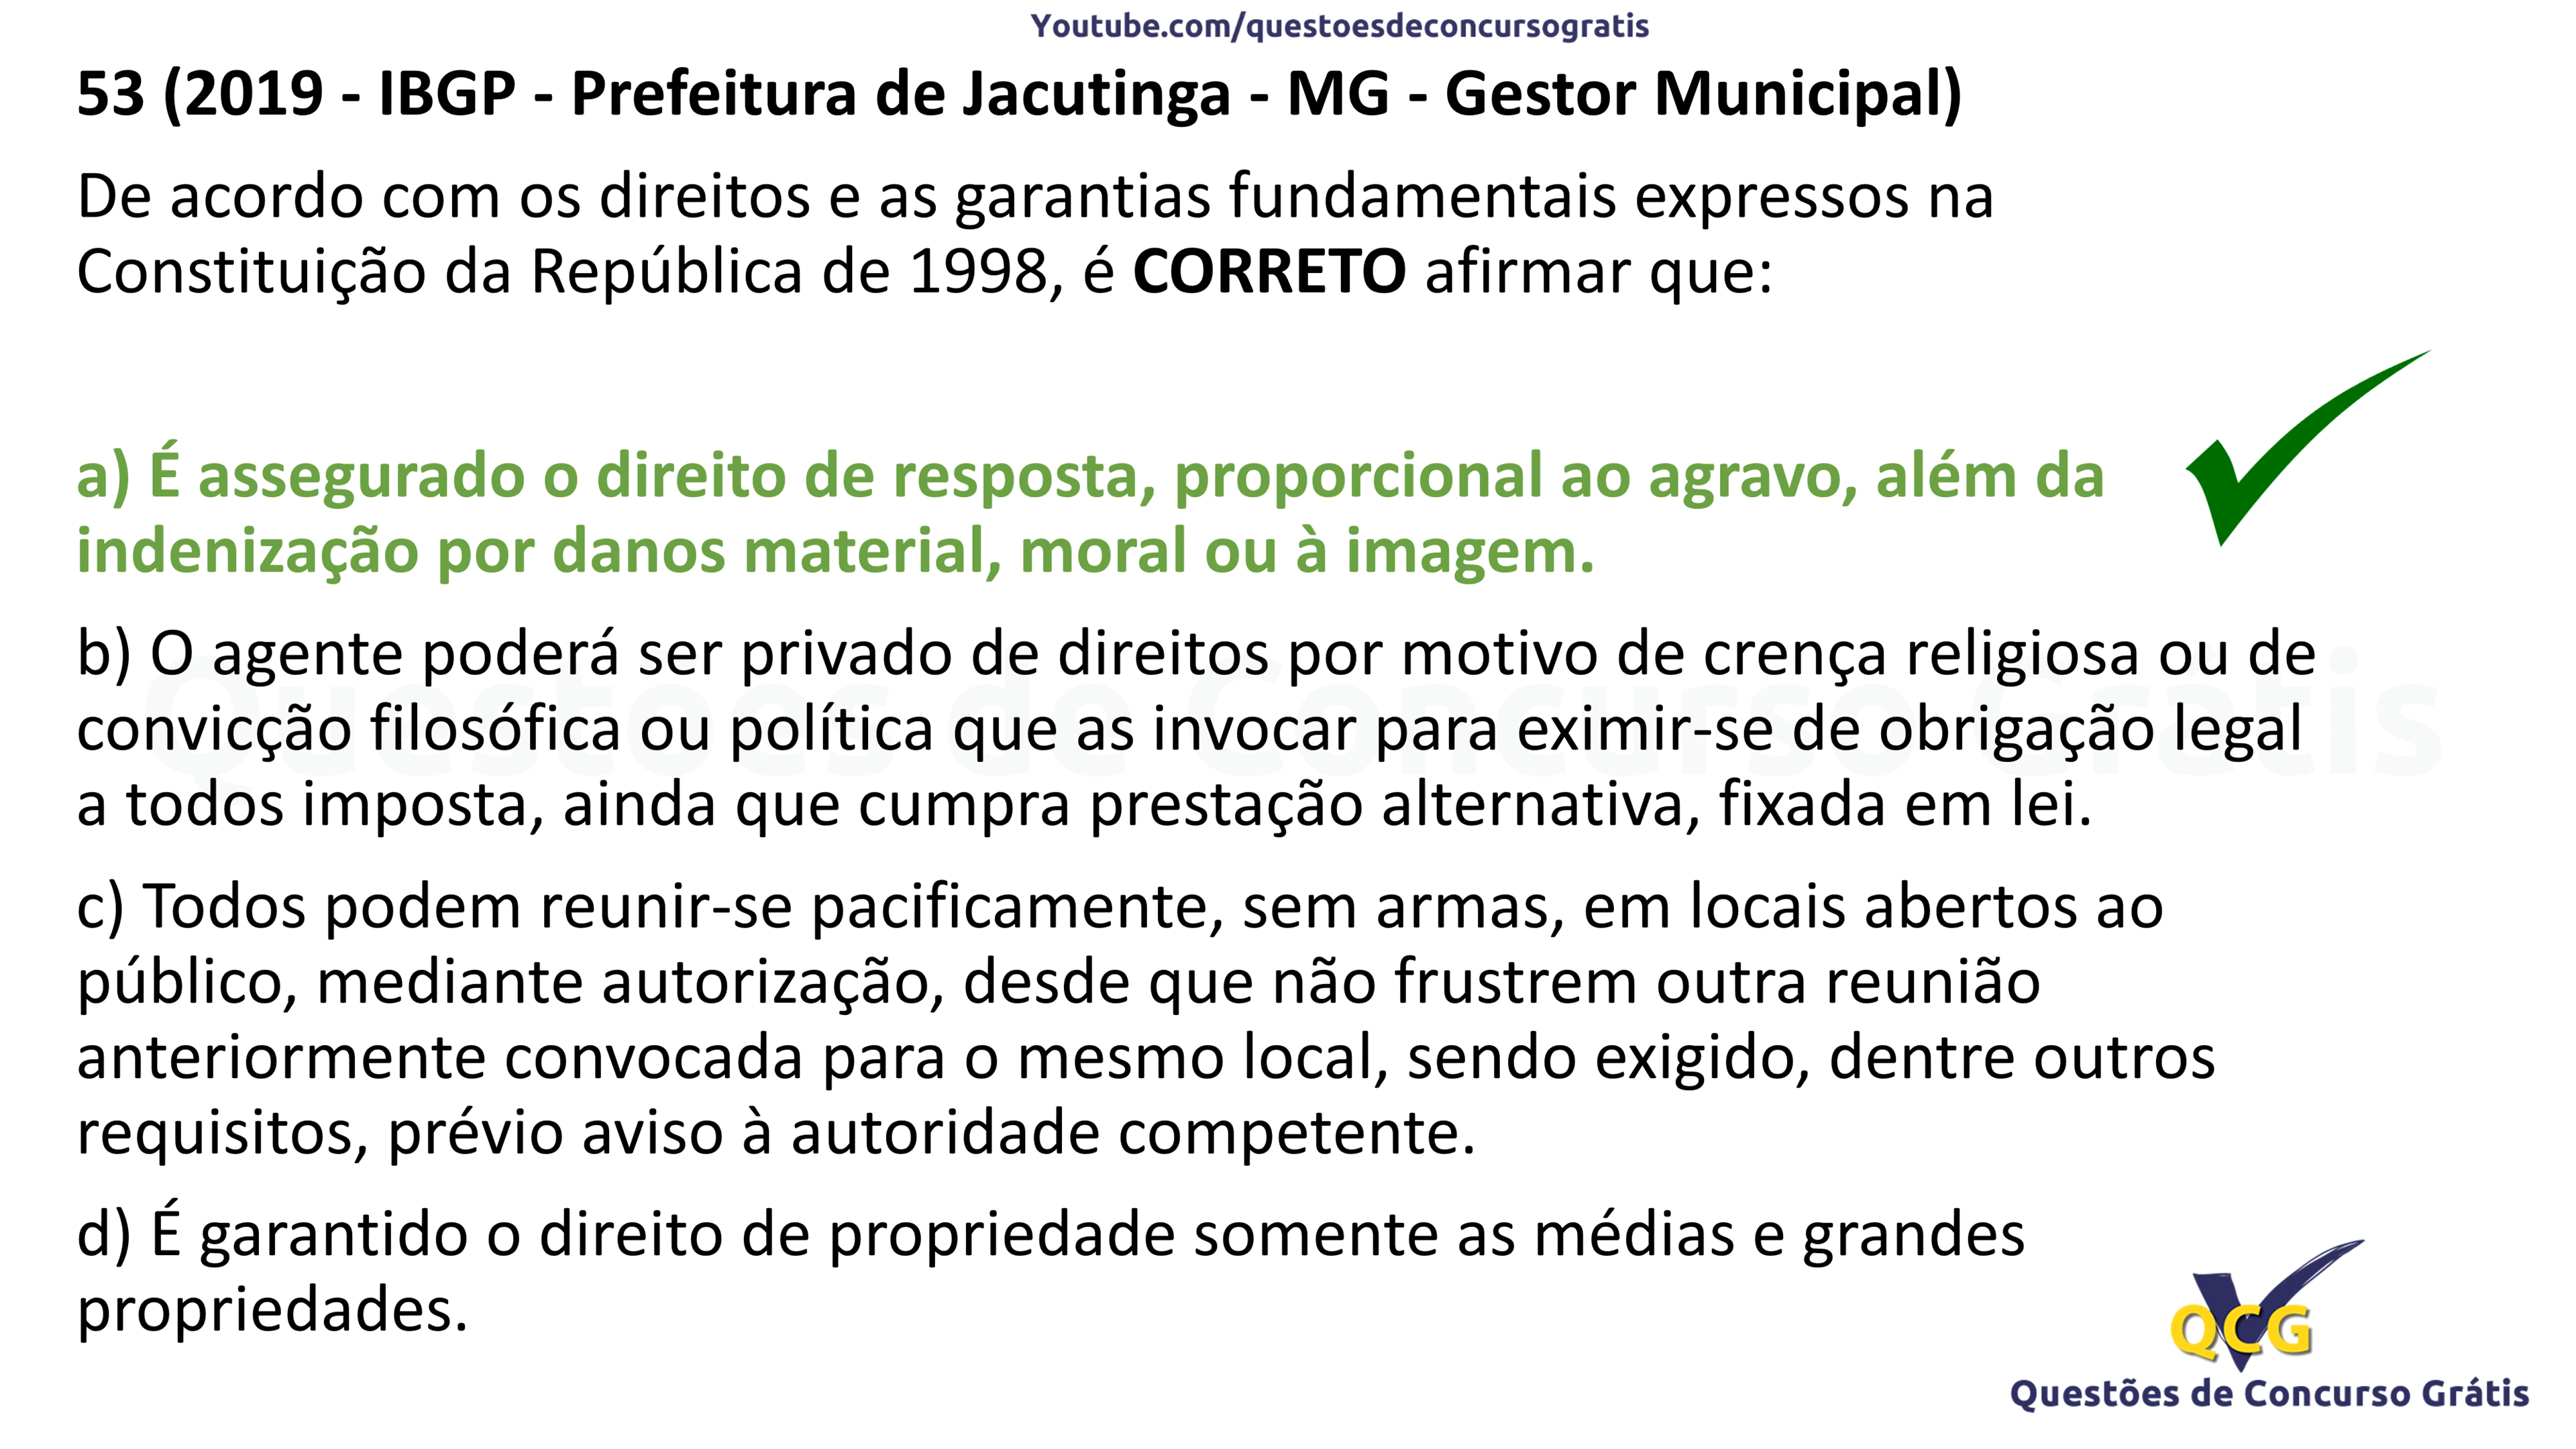 Youtube.com/questoesdeconcursogratis
53 (2019 - IBGP - Prefeitura de Jacutinga - MG - Gestor Municipal)
De acordo com os direitos e as garantias fundamentais expressos na
Constituição da República de 1998, é CORRETO afirmar que:
a) É assegurado o direito de resposta, proporcional ao agravo, além da
indenização por danos material, moral ou à imagem.
b) O agente poderá ser privado de direitos por motivo de crença religiosa ou de
convicção filosófica ou política que as invocar para eximir-se de obrigação legal
a todos imposta, ainda que cumpra prestação alternativa, fixada em lei.
c) Todos podem reunir-se pacificamente, sem armas, em locais abertos ao
público, mediante autorização, desde que não frustrem outra reunião
anteriormente convocada para o mesmo local, sendo exigido, dentre outros
requisitos, prévio aviso à autoridade competente.
d) É garantido o direito de propriedade somente as médias e grandes
propriedades.
QCG
Questões de Concurso Grátis
Questões de Concurso Grátis